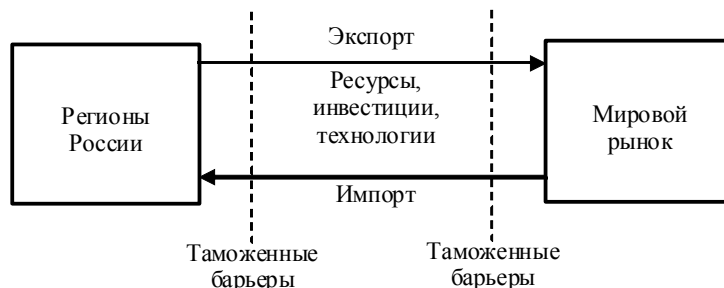 Экспорт
Регионы
России
Ресурсы,
инвестиции,
технологии
Мировой
рынок
Импорт
Таможенные
барьеры
Таможенные
барьеры